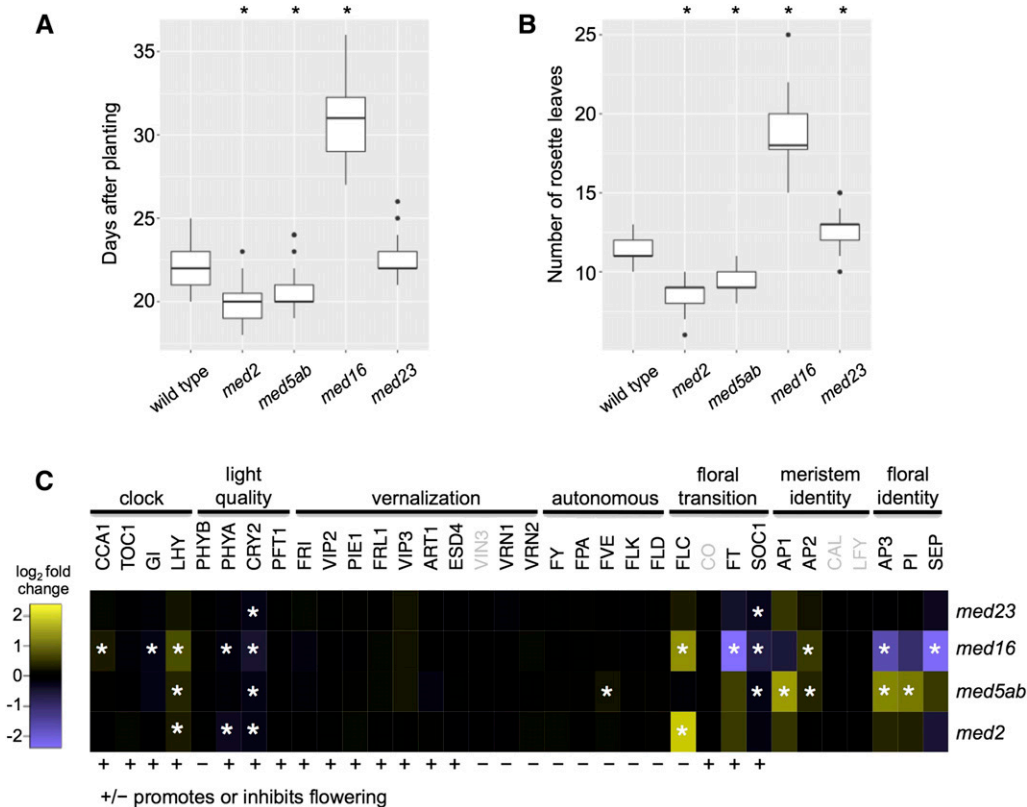 A
* * *
Days after planting
35
30
25
20
wild type
med2
med5ab
med16
med23
B
* * * *
Number of rosette leaves
25
20
15
10
wild type
med2
med5ab
med16
med23
C
clock
light quality
vernalization
autonomous
floral transition
meristem identity
floral identity
CCA1 TOC1 GI LHY PHYB PHYA CRY2 PFT1 FRI VIP2 PIE1 FRL1 VIP3 ART1 ESD4 VIN3 VRN1 VRN2 FY FPA FVE FLK FLD FLC CO FT SOC1 AP1 AP2 CAL LFY AP3 PI SEP
log2 fold change
2
1
0
-1
-2
* * med23
* * * * * * * * * * * med16
* * * * * * * * med5ab
* * * * med2
+ + + + − + + + + + + + + + + − − − − − − − − − + + +
+/− promotes or inhibits flowering